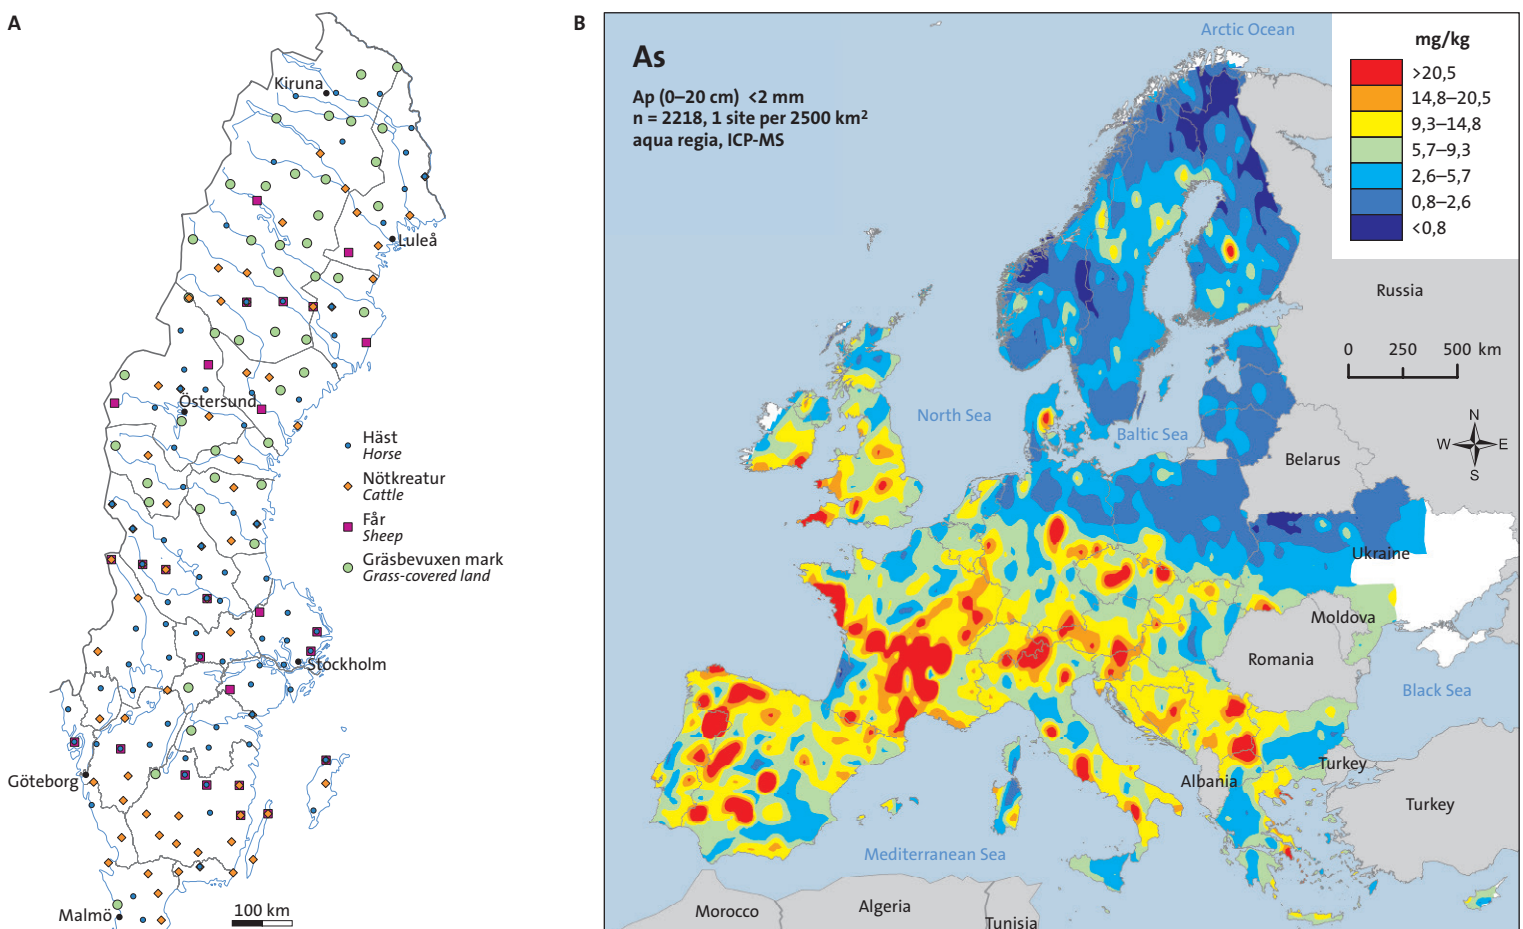 A
Kiruna
Luleå
Östersund
Häst
Horse
Nötkreatur
Cattle
Får
Sheep
Gräsbevuxen mark
Grass-covered land
Stockholm
Göteborg
Malmö
100 km
B
As
Ap (0–20 cm) <2 mm
n = 2218, 1 site per 2500 km²
aqua regia, ICP-MS
Arctic Ocean
mg/kg
>20,5
14,8–20,5
9,3–14,8
5,7–9,3
2,6–5,7
0,8–2,6
<0,8
Russia
0 250 500 km
N
W E
S
North Sea
Baltic Sea
Belarus
Ukraine
Moldova
Romania
Black Sea
Albania
Turkey
Turkey
Mediterranean Sea
Morocco
Algeria
Tunisia